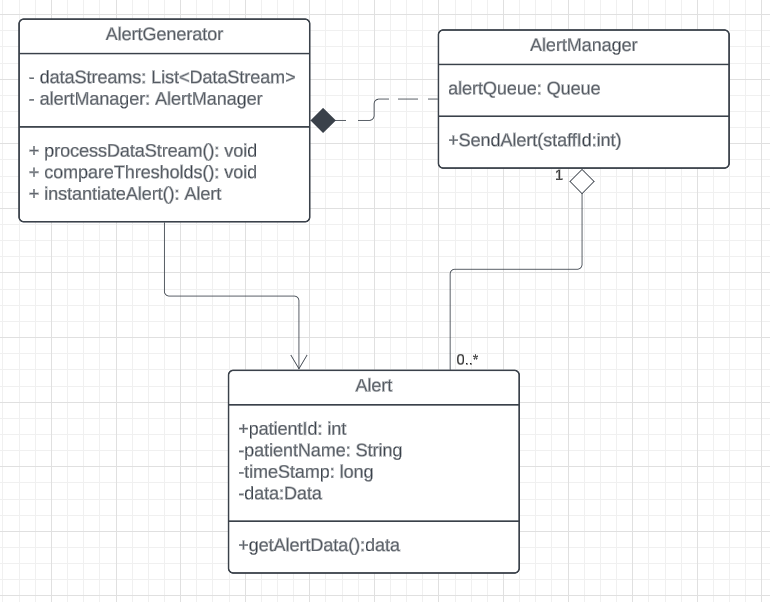 AlertGenerator
- dataStreams: List<DataStream>
- alertManager: AlertManager
+ processDataStream(): void
+ compareThresholds(): void
+ instantiateAlert(): Alert
AlertManager
alertQueue: Queue
+SendAlert(staffId:int)
1
0..*
Alert
+patientId: int
-patientName: String
-timeStamp: long
-data:Data
+getAlertData():data